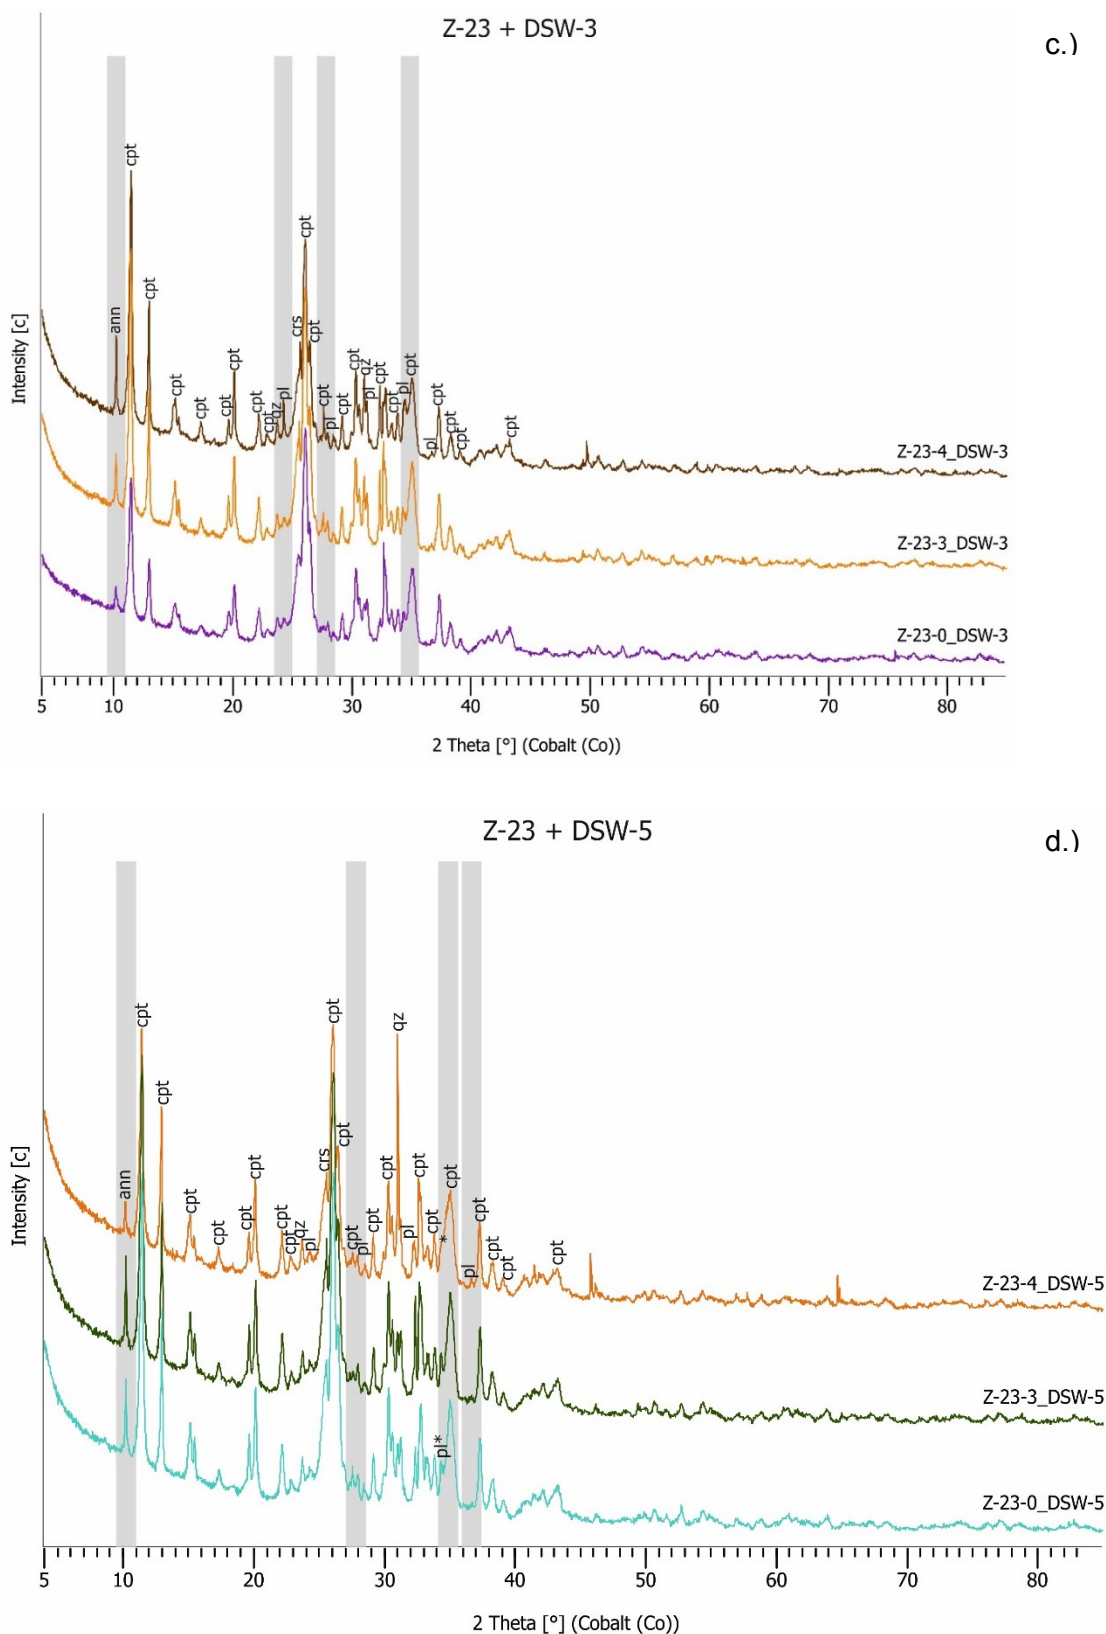 Z-23 + DSW-3
c.)
cpt
cpt
cpt
ann
crs
cpt
cpt
cpt
cpt
cpt
cpt
cpt
qz
pl
cpt
pl
cpt
cpt
qz
pl
cpt
cpt
pl
cpt
pl
cpt
cpt
cpt
cpt
Intensity [c]
Z-23-4_DSW-3
Z-23-3_DSW-3
Z-23-0_DSW-3
5 10 20 30 40 50 60 70 80
2 Theta [°] (Cobalt (Co))
Z-23 + DSW-5
d.)
cpt
cpt
qz
cpt
cpt
ann
crs
cpt
cpt
cpt
cpt
cpt
cpt
cpt
qz
pl
cpt
pl
cpt
cpt
cpt
pl
cpt
*
cpt
pl
cpt
cpt
cpt
cpt
pl*
Intensity [c]
Z-23-4_DSW-5
Z-23-3_DSW-5
Z-23-0_DSW-5
5 10 20 30 40 50 60 70 80
2 Theta [°] (Cobalt (Co))